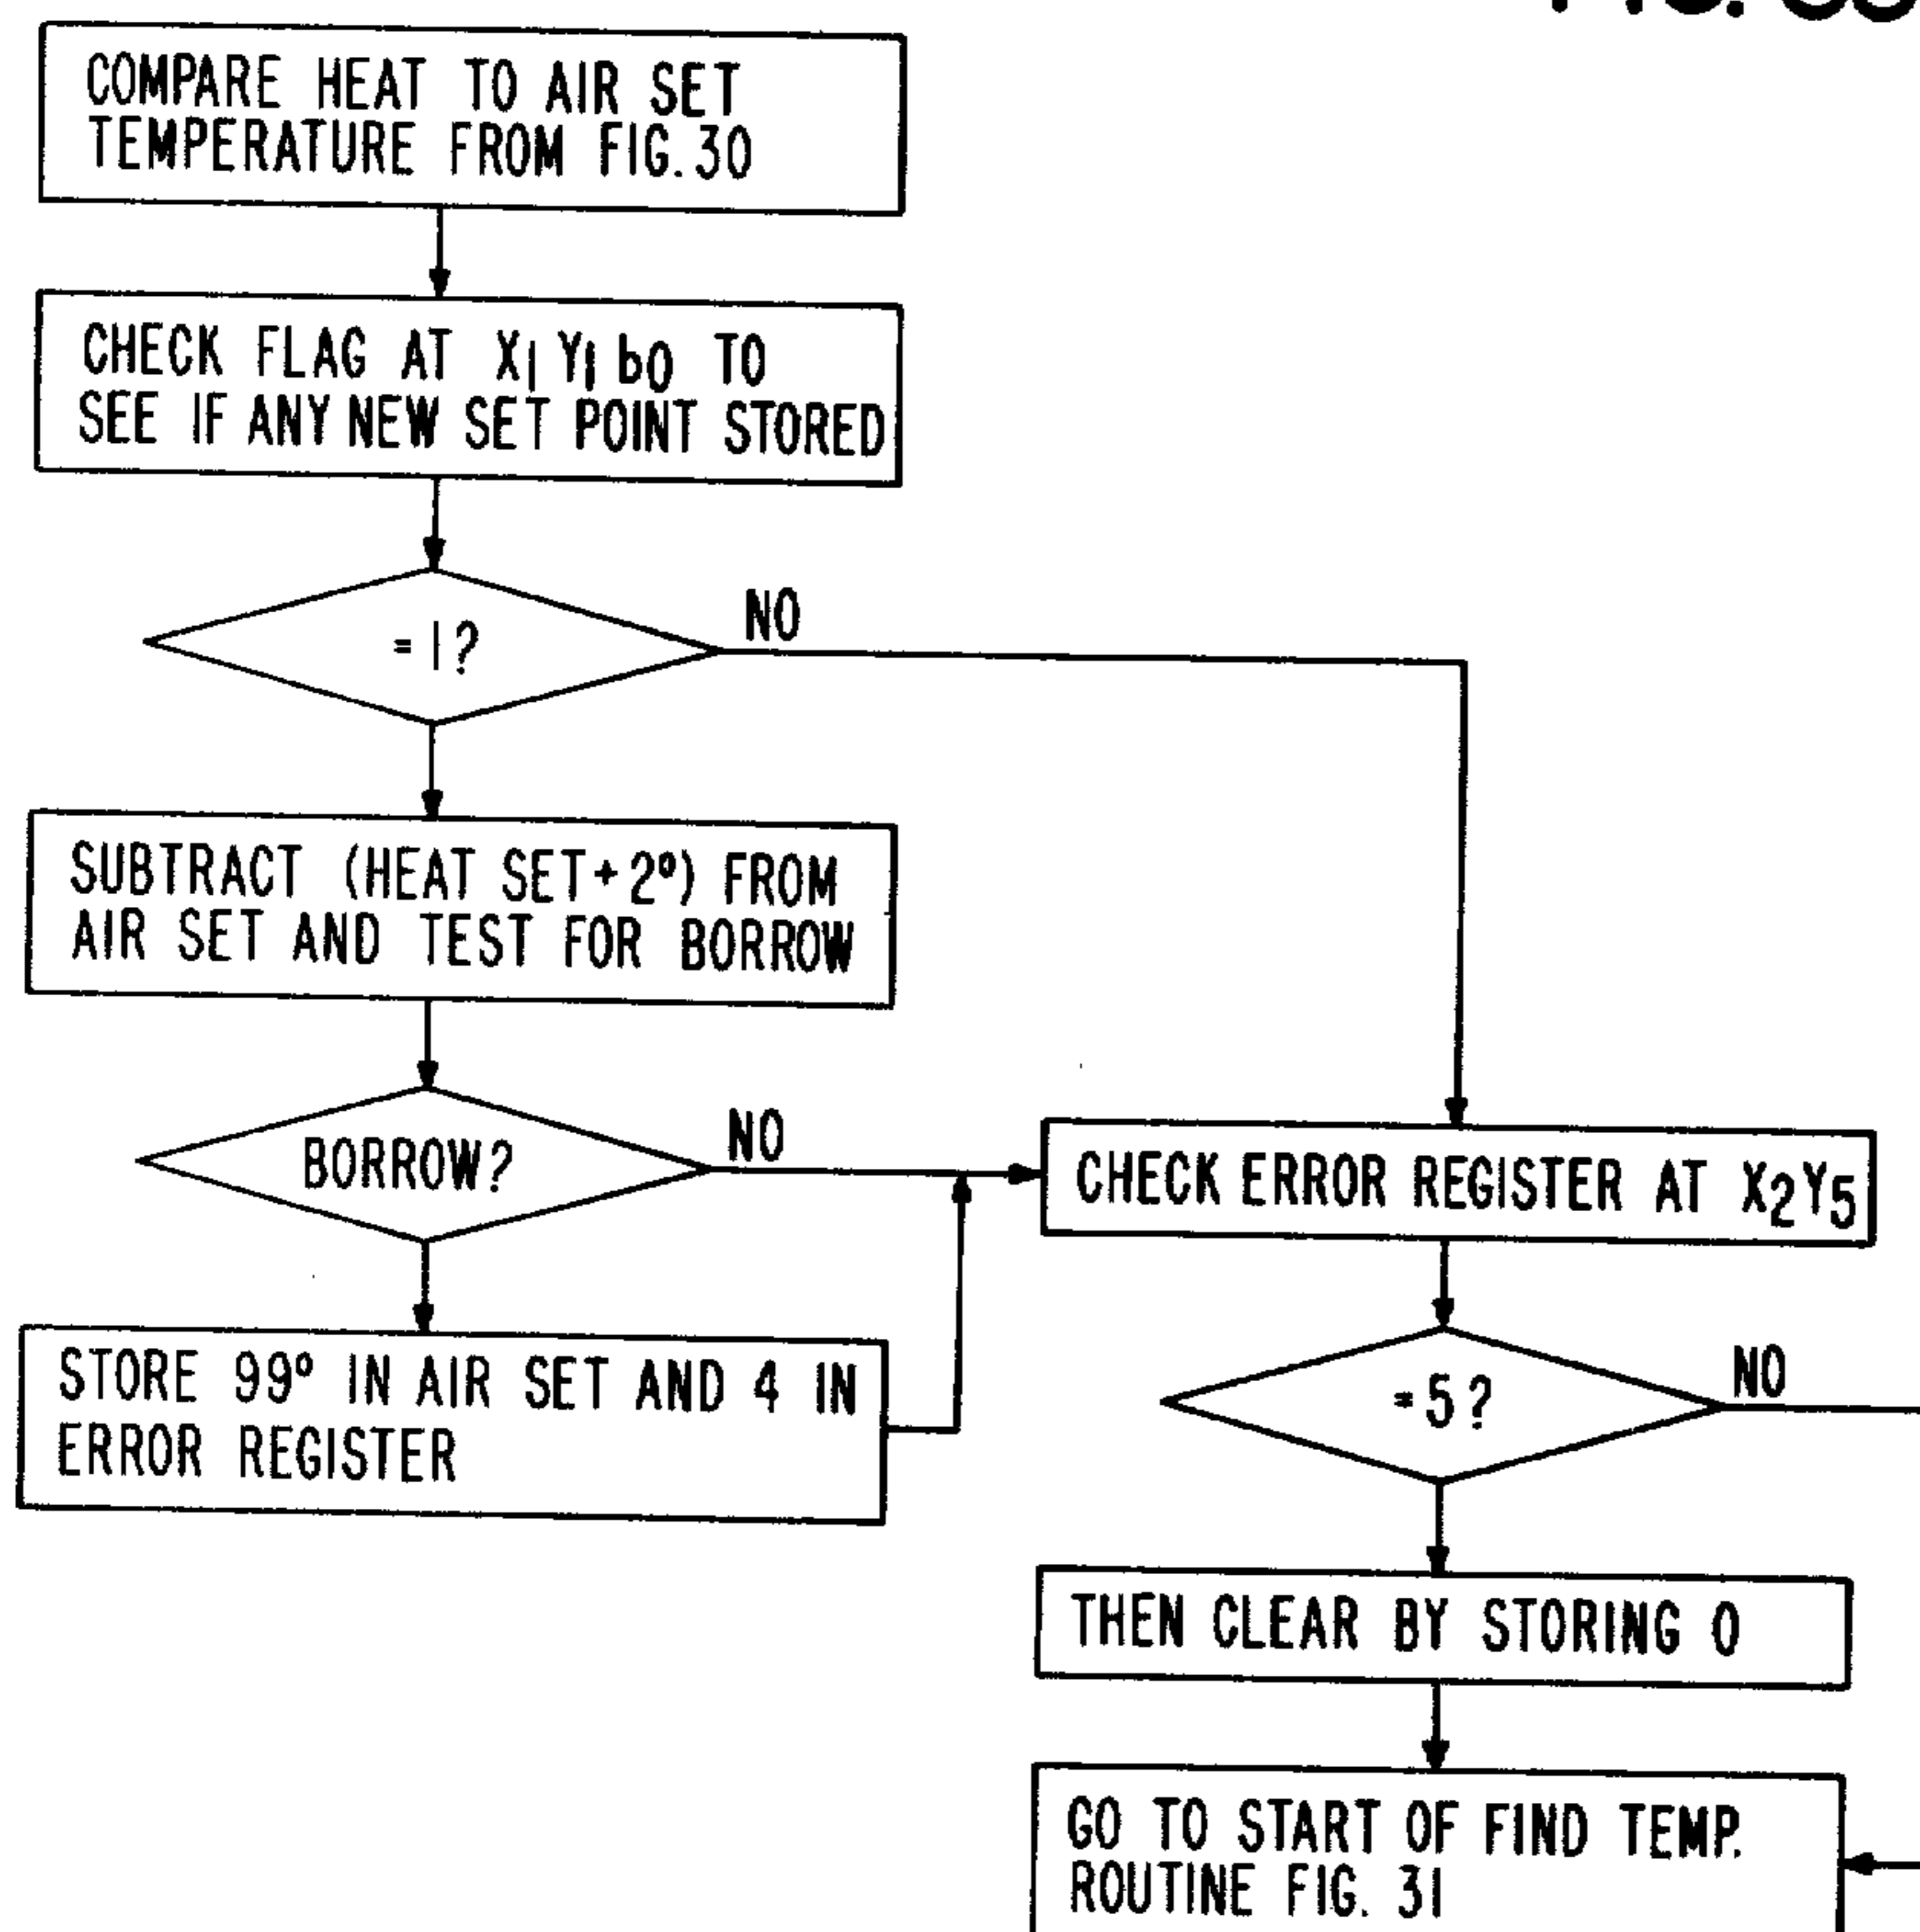 COMPARE HEAT TO AIR SET
TEMPERATURE FROM FIG. 30
CHECK FLAG AT X1 Y1 b0 TO
SEE IF ANY NEW SET POINT STORED
=1?
NO
SUBTRACT (HEAT SET+2°) FROM
AIR SET AND TEST FOR BORROW
BORROW?
NO
STORE 99° IN AIR SET AND 4 IN
ERROR REGISTER
CHECK ERROR REGISTER AT X2Y5
=5?
NO
THEN CLEAR BY STORING 0
GO TO START OF FIND TEMP.
ROUTINE FIG. 31